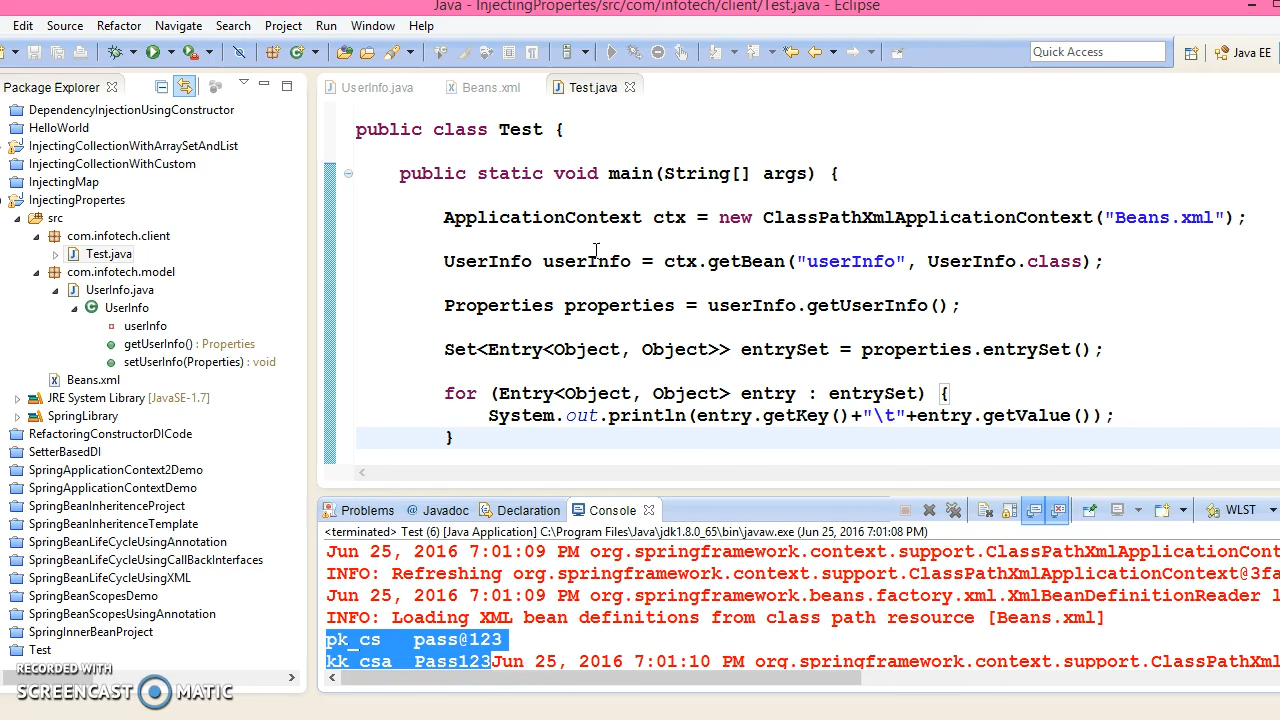 Java - InjectingPropertes/src/com/infotech/client/Test.java - Eclipse
Edit Source Refactor Navigate Search Project Run Window Help
Quick Access
Java EE
Package Explorer
UserInfo.java
Beans.xml
Test.java
DependencyInjectionUsingConstructor
HelloWorld
InjectingCollectionWithArraySetAndList
InjectingCollectionWithCustom
InjectingMap
InjectingPropertes
src
com.infotech.client
Test.java
com.infotech.model
UserInfo.java
UserInfo
userInfo
getUserInfo() : Properties
setUserInfo(Properties) : void
Beans.xml
JRE System Library [JavaSE-1.7]
SpringLibrary
RefactoringConstructorDICode
SetterBasedDI
SpringApplicationContext2Demo
SpringApplicationContextDemo
SpringBeanInheritenceProject
SpringBeanInheritenceTemplate
SpringBeanLifeCycleUsingAnnotation
SpringBeanLifeCycleUsingCallBackInterfaces
SpringBeanLifeCycleUsingXML
SpringBeanScopesDemo
SpringBeanScopesUsingAnnotation
SpringInnerBeanProject
Test
public class Test {
public static void main(String[] args) {
ApplicationContext ctx = new ClassPathXmlApplicationContext("Beans.xml");
UserInfo userInfo = ctx.getBean("userInfo", UserInfo.class);
Properties properties = userInfo.getUserInfo();
Set<Entry<Object, Object>> entrySet = properties.entrySet();
for (Entry<Object, Object> entry : entrySet) {
System.out.println(entry.getKey()+"\t"+entry.getValue());
}
Problems @ Javadoc Declaration Console
WLST
<terminated> Test (6) [Java Application] C:\Program Files\Java\jdk1.8.0_65\bin\javaw.exe (Jun 25, 2016 7:01:08 PM)
Jun 25, 2016 7:01:09 PM org.springframework.context.support.ClassPathXmlApplicationCont
INFO: Refreshing org.springframework.context.support.ClassPathXmlApplicationContext@3fa
Jun 25, 2016 7:01:09 PM org.springframework.beans.factory.xml.XmlBeanDefinitionReader l
INFO: Loading XML bean definitions from class path resource [Beans.xml]
pk_cs pass@123
kk_csa Pass123Jun 25, 2016 7:01:10 PM org.springframework.context.support.ClassPathXml
RECORDED WITH
SCREENCAST MATIC